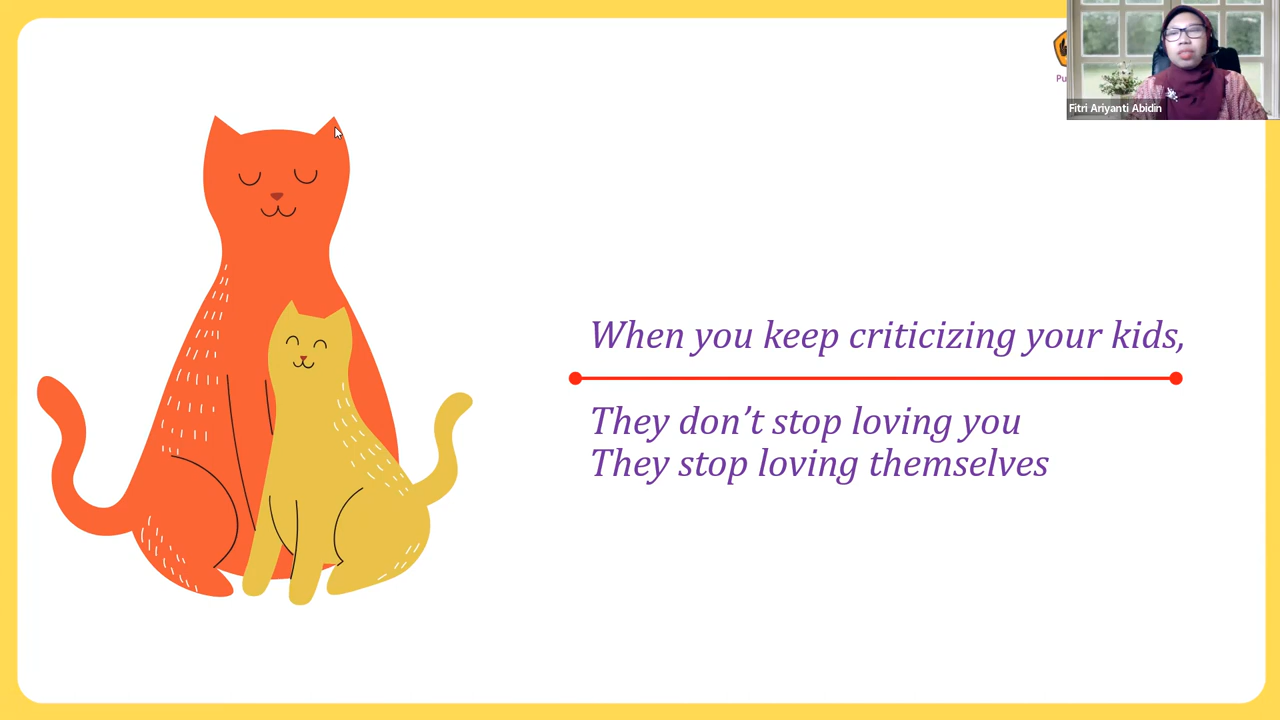 Fitri Ariyanti Abidin
When you keep criticizing your kids,
They don't stop loving you
They stop loving themselves